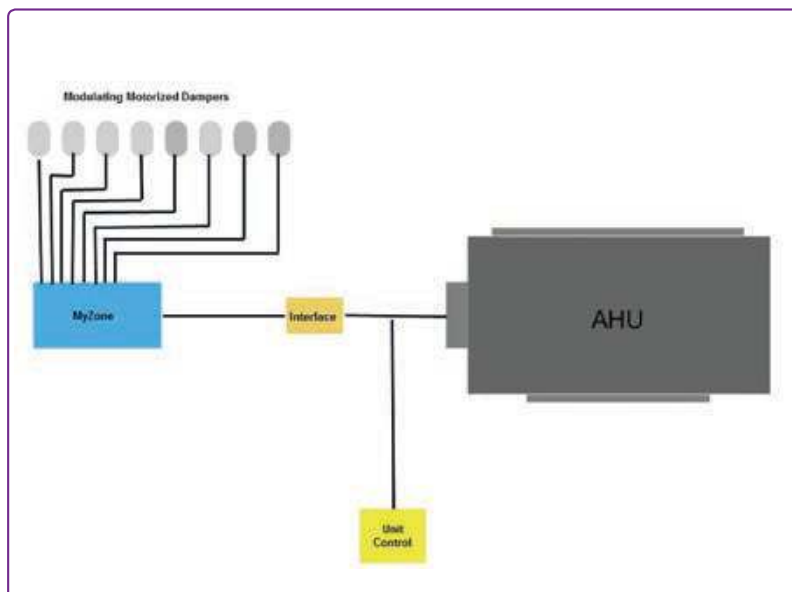 Modulating Motorized Dampers
MyZone
Interface
AHU
Unit
Control